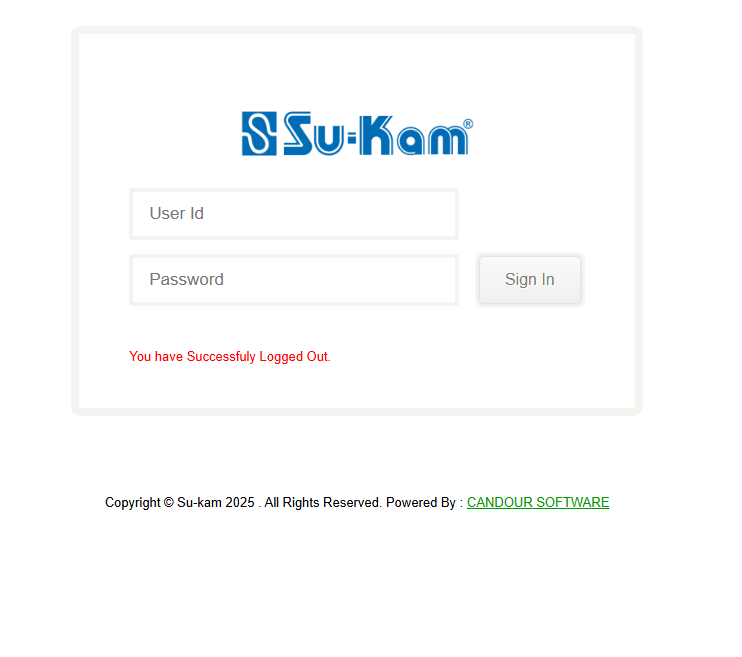 Su-Kam®
User Id
Password
Sign In
You have Successfuly Logged Out.
Copyright © Su-kam 2025 . All Rights Reserved. Powered By : CANDOUR SOFTWARE